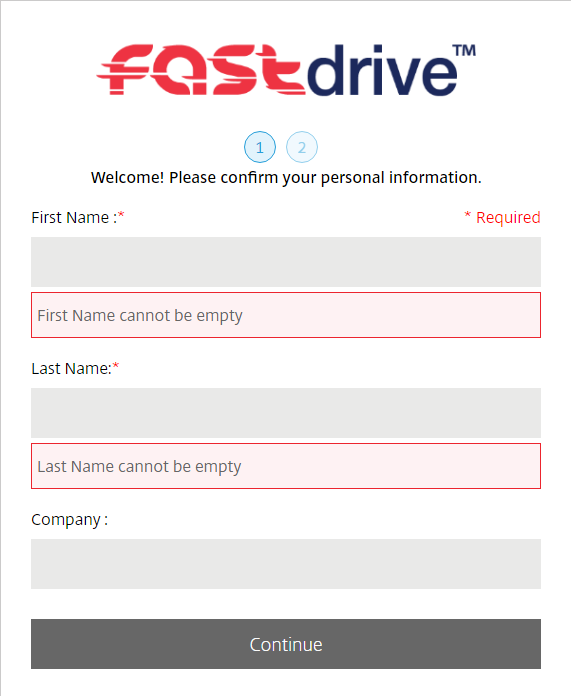 Fastdrive™
1 2
Welcome! Please confirm your personal information.
First Name :* * Required
First Name cannot be empty
Last Name:*
Last Name cannot be empty
Company :
Continue